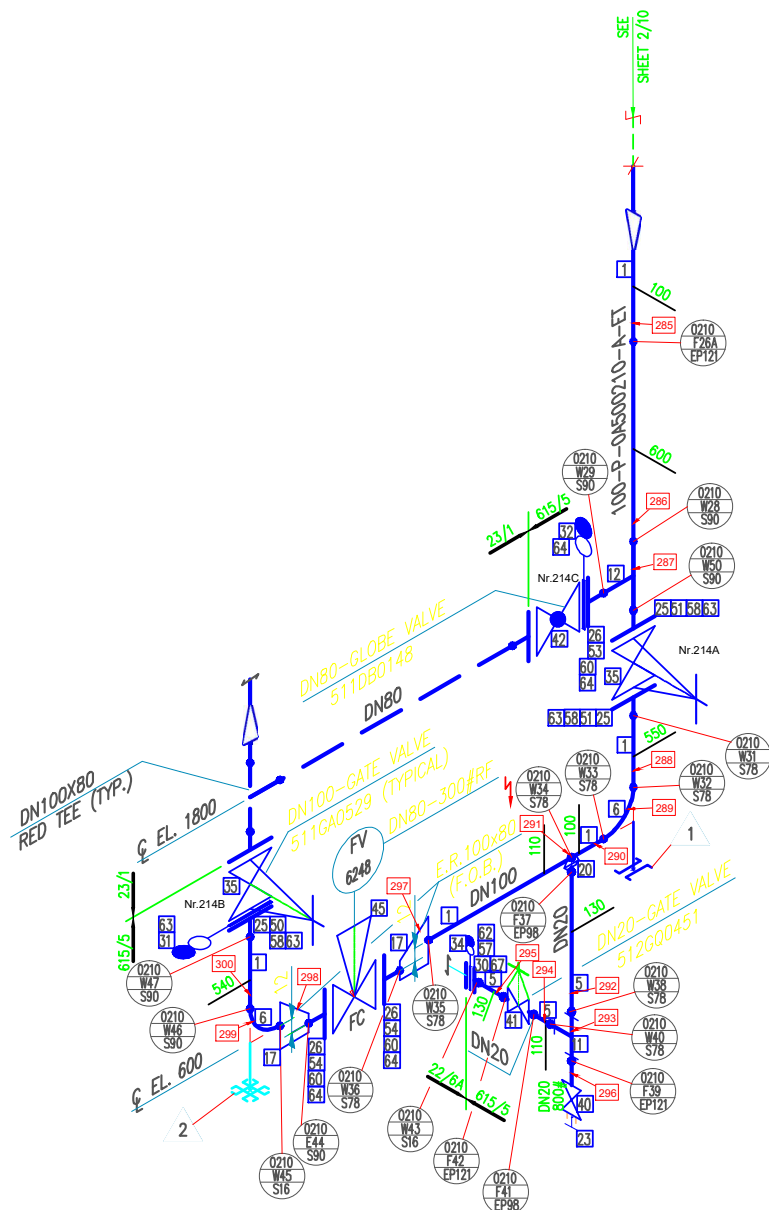 SEE
SHEET 2/10
1
100
285
0210
F26A
EP121
100-P-0A500210-A-ET
600
0210
W29
S90
286
0210
W28
S90
615/5
23/1
32
64
287
0210
W50
S90
Nr.214C
12
25 51 58 63
42
26
53
60
64
Nr.214A
35
DN80-GLOBE VALVE
511DB0148
DN80
63 58 51 25
0210
W31
S78
1
550
0210
W33
S78
0210
W34
S78
288
0210
W32
S78
DN100X80
RED TEE (TYP.)
℄ EL. 1800
DN100-GATE VALVE
511GA0529 (TYPICAL)
DN80-300#RF
FV
6248
291
100
110
1
6
289
290
1
E.R.100x80
(F.O.B.)
DN100
20
23/1
615/5
Nr.214B
35
45
297
12
1
17
0210
F37
EP98
DN20
130
DN20-GATE VALVE
512G00451
63
31
25 50
58 63
34
62
57
295
30 67
294
0210
W47
S90
300
1
540
12
298
FC
0210
W35
S78
130
5
41
5
5
292
0210
W38
S78
0210
W46
S90
299
6
17
26
54
60
64
26
54
60
64
0210
W36
S78
DN20
110
293
0210
W40
S78
11
℄ EL. 600
2
22/6A
615/5
DN20
800#
296
0210
F39
EP121
40
23
0210
W45
S16
0210
E44
S90
0210
W43
S16
0210
F42
EP121
0210
F41
EP98